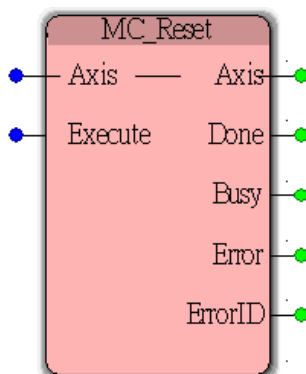 MC_Reset
Axis Axis
Execute Done
Busy
Error
ErrorID